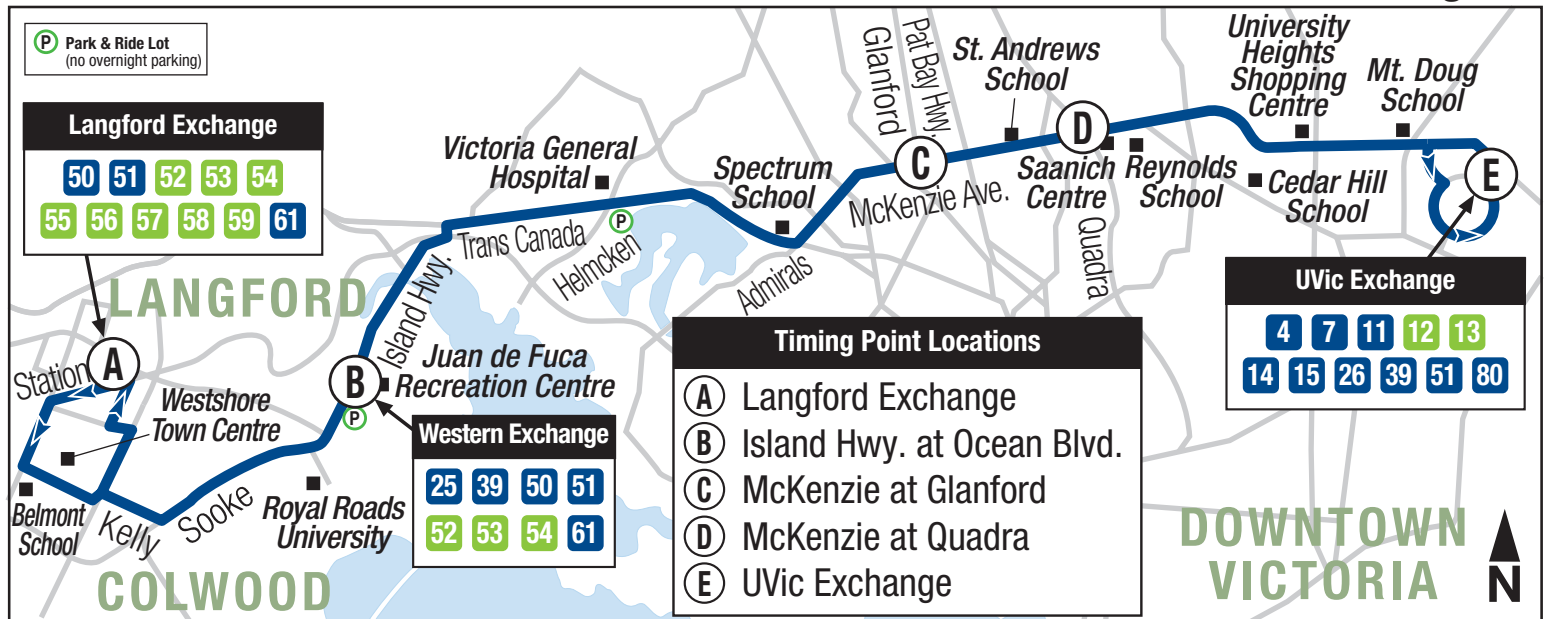 P Park & Ride Lot
(no overnight parking)
Langford Exchange
50 51 52 53 54
55 56 57 58 59 61
LANGFORD
Station
A
Westshore
Town Centre
Belmont
School
Kelly
Sooke
COLWOOD
Royal Roads
University
B
P
Juan de Fuca
Recreation Centre
Island Hwy.
Western Exchange
25 39 50 51
52 53 54 61
Trans Canada
Victoria General
Hospital
P
Helmcken
Spectrum
School
Admirals
McKenzie Ave.
C
Glanford
Pat Bay Hwy.
St. Andrews
School
D
Saanich
Centre
Quadra
Reynolds
School
University
Heights
Shopping
Centre
Cedar Hill
School
Mt. Doug
School
E
UVic Exchange
4 7 11 12 13
14 15 26 39 51 80
Timing Point Locations
A Langford Exchange
B Island Hwy. at Ocean Blvd.
C McKenzie at Glanford
D McKenzie at Quadra
E UVic Exchange
DOWNTOWN
VICTORIA
N